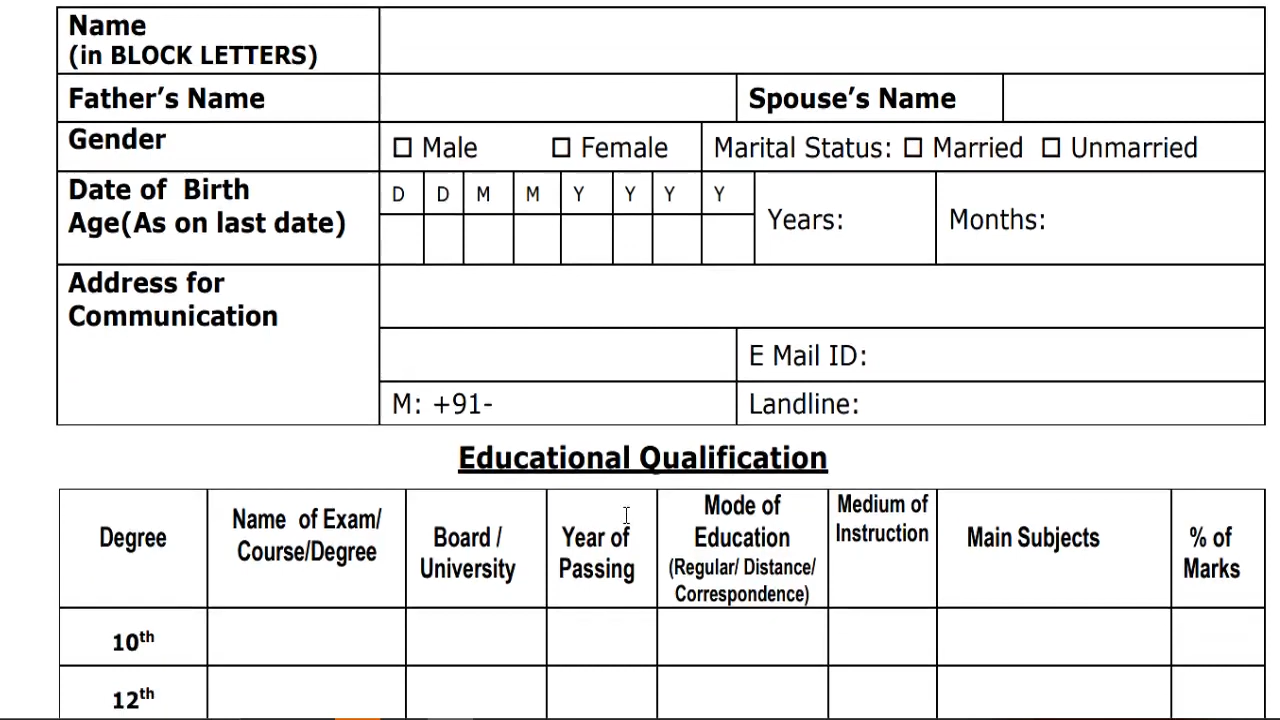 Name
(in BLOCK LETTERS)
Father’s Name
Spouse’s Name
Gender
☐ Male ☐ Female
Marital Status: ☐ Married ☐ Unmarried
Date of Birth
Age(As on last date)
D D M M Y Y Y Y
Years:
Months:
Address for
Communication
E Mail ID:
M: +91-
Landline:
Educational Qualification
Degree
Name of Exam/
Course/Degree
Board /
University
Year of
Passing
Mode of
Education
(Regular/ Distance/
Correspondence)
Medium of
Instruction
Main Subjects
% of
Marks
10th
12th